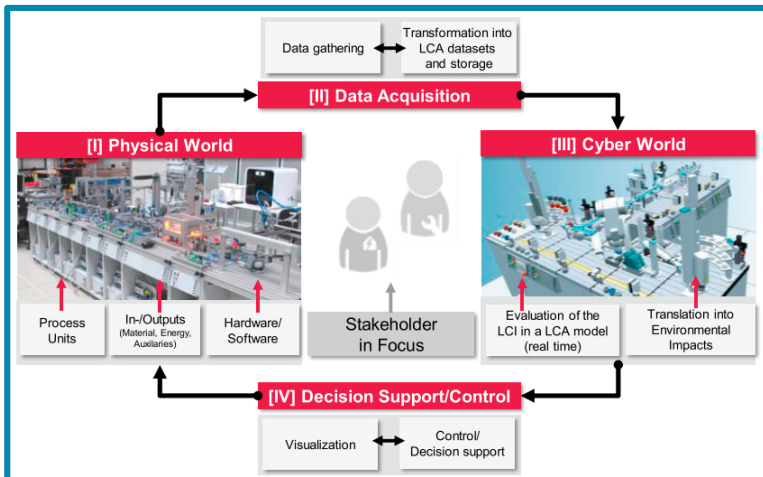 Data gathering
Transformation into
LCA datasets
and storage
[II] Data Acquisition
[I] Physical World
[III] Cyber World
Process
Units
In-/Outputs
(Material, Energy,
Auxilaries)
Hardware/
Software
Stakeholder
in Focus
Evaluation of the
LCI in a LCA model
(real time)
Translation into
Environmental
Impacts
[IV] Decision Support/Control
Visualization
Control/
Decision support